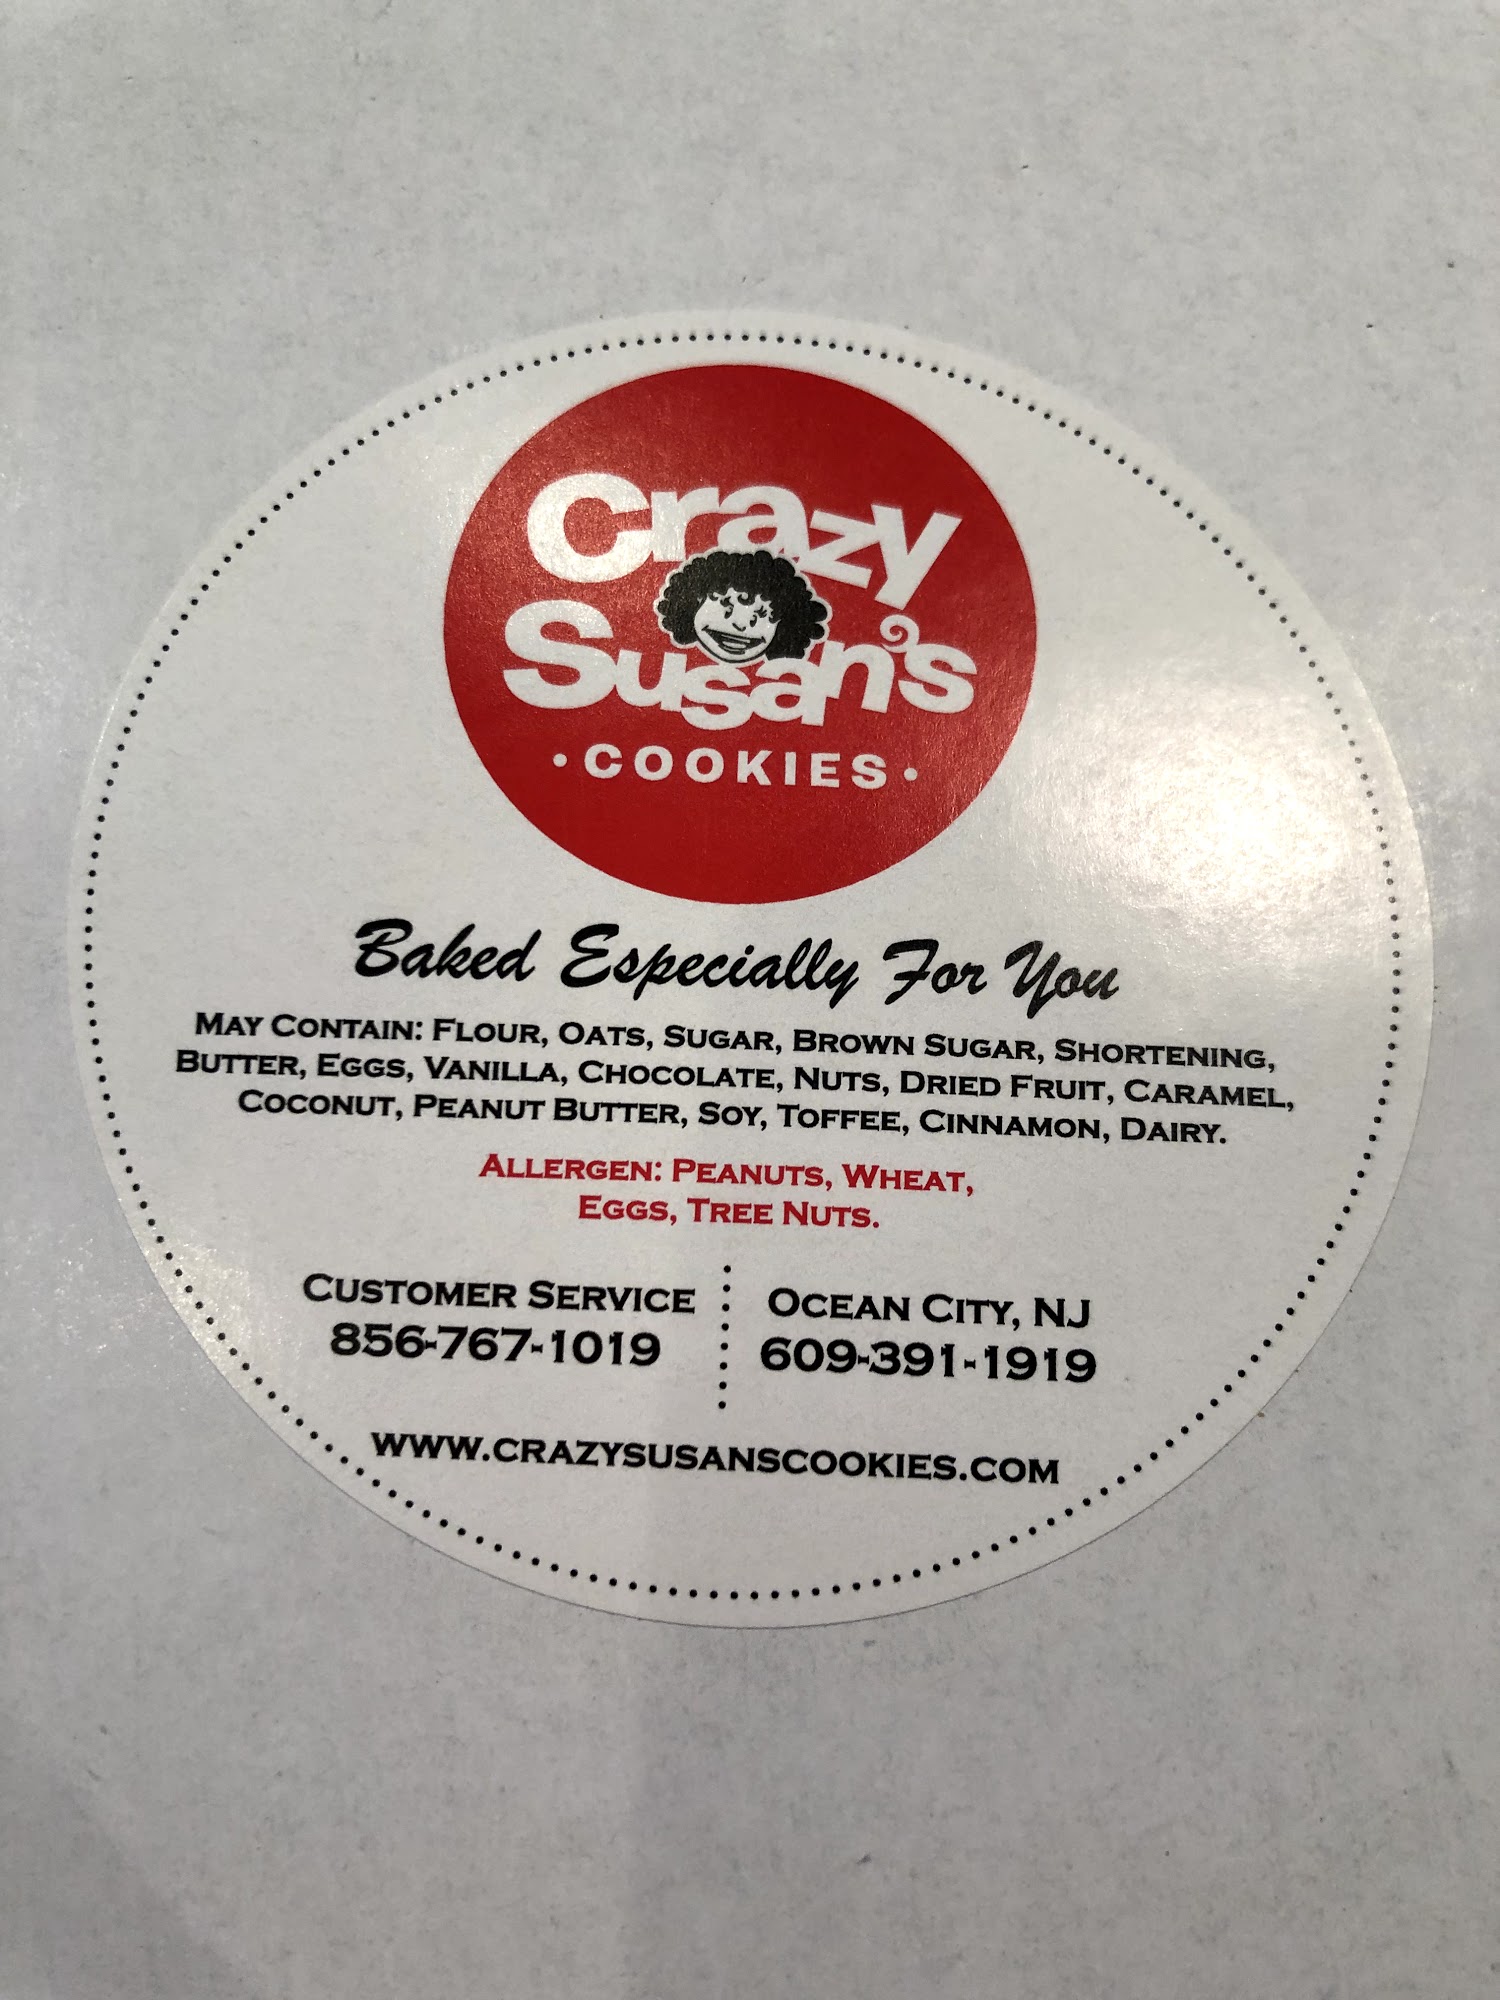 Crazy
Susan's
• COOKIES •
Baked Especially For You
MAY CONTAIN: FLOUR, OATS, SUGAR, BROWN SUGAR, SHORTENING,
BUTTER, EGGS, VANILLA, CHOCOLATE, NUTS, DRIED FRUIT, CARAMEL,
COCONUT, PEANUT BUTTER, SOY, TOFFEE, CINNAMON, DAIRY.
ALLERGEN: PEANUTS, WHEAT,
EGGS, TREE NUTS.
CUSTOMER SERVICE
856-767-1019
OCEAN CITY, NJ
609-391-1919
WWW.CRAZYSUSANSCOOKIES.COM